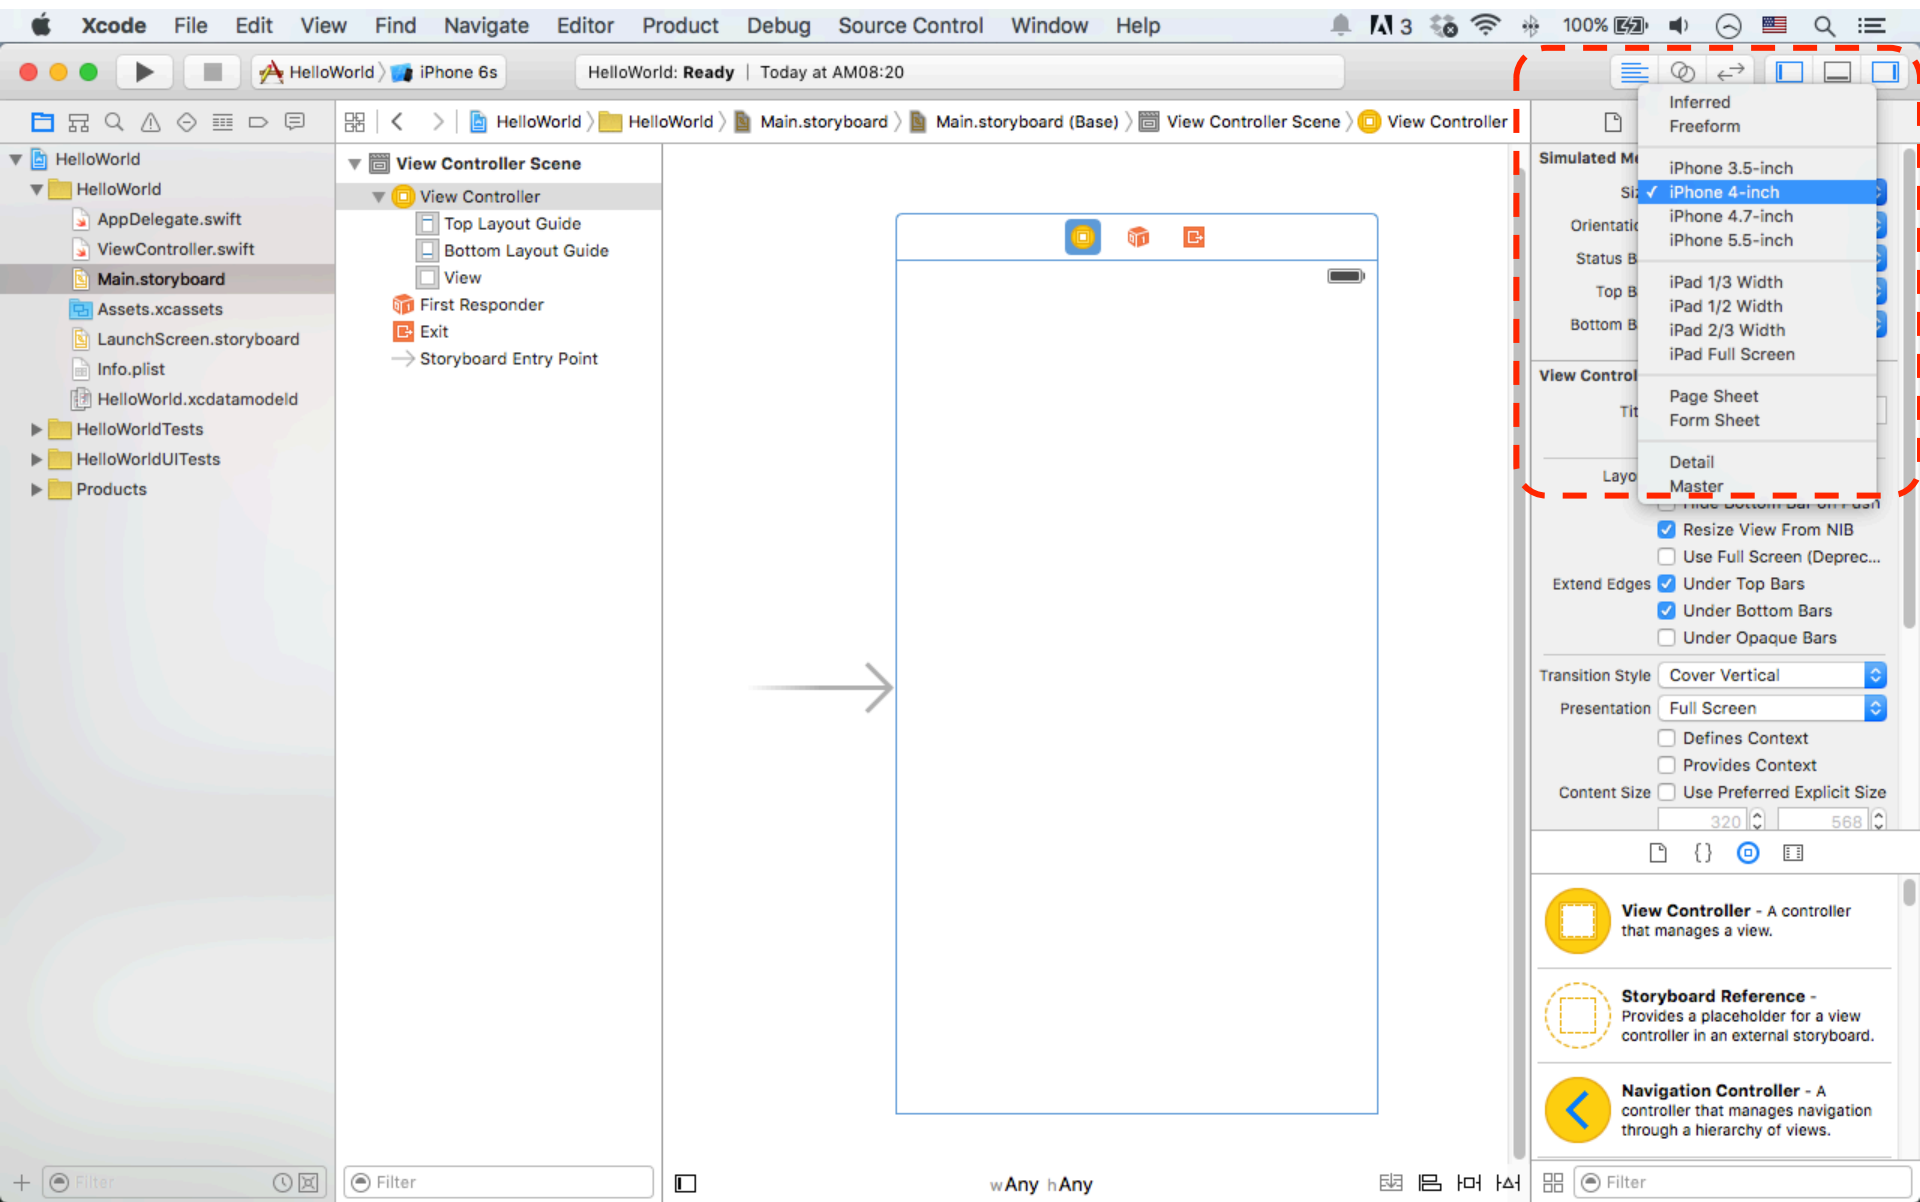 Xcode File Edit View Find Navigate Editor Product Debug Source Control Window Help 3 100%
HelloWorld iPhone 6s HelloWorld: Ready | Today at AM08:20
HelloWorld HelloWorld Main.storyboard Main.storyboard (Base) View Controller Scene View Controller
HelloWorld
HelloWorld
AppDelegate.swift
ViewController.swift
Main.storyboard
Assets.xcassets
LaunchScreen.storyboard
Info.plist
HelloWorld.xcdatamodeld
HelloWorldTests
HelloWorldUITests
Products
Filter
View Controller Scene
View Controller
Top Layout Guide
Bottom Layout Guide
View
First Responder
Exit
Storyboard Entry Point
Filter
wAny hAny
Inferred
Freeform
iPhone 3.5-inch
✓ iPhone 4-inch
iPhone 4.7-inch
iPhone 5.5-inch
iPad 1/3 Width
iPad 1/2 Width
iPad 2/3 Width
iPad Full Screen
Page Sheet
Form Sheet
Detail
Master
Simulated Me
Siz
Orientatio
Status B
Top B
Bottom B
View Control
Tit
Layo
Hide Bottom Bar on Push
Resize View From NIB
Use Full Screen (Deprec...
Extend Edges Under Top Bars
Under Bottom Bars
Under Opaque Bars
Transition Style Cover Vertical
Presentation Full Screen
Defines Context
Provides Context
Content Size Use Preferred Explicit Size
320 568
{}
View Controller - A controller
that manages a view.
Storyboard Reference -
Provides a placeholder for a view
controller in an external storyboard.
Navigation Controller - A
controller that manages navigation
through a hierarchy of views.
Filter